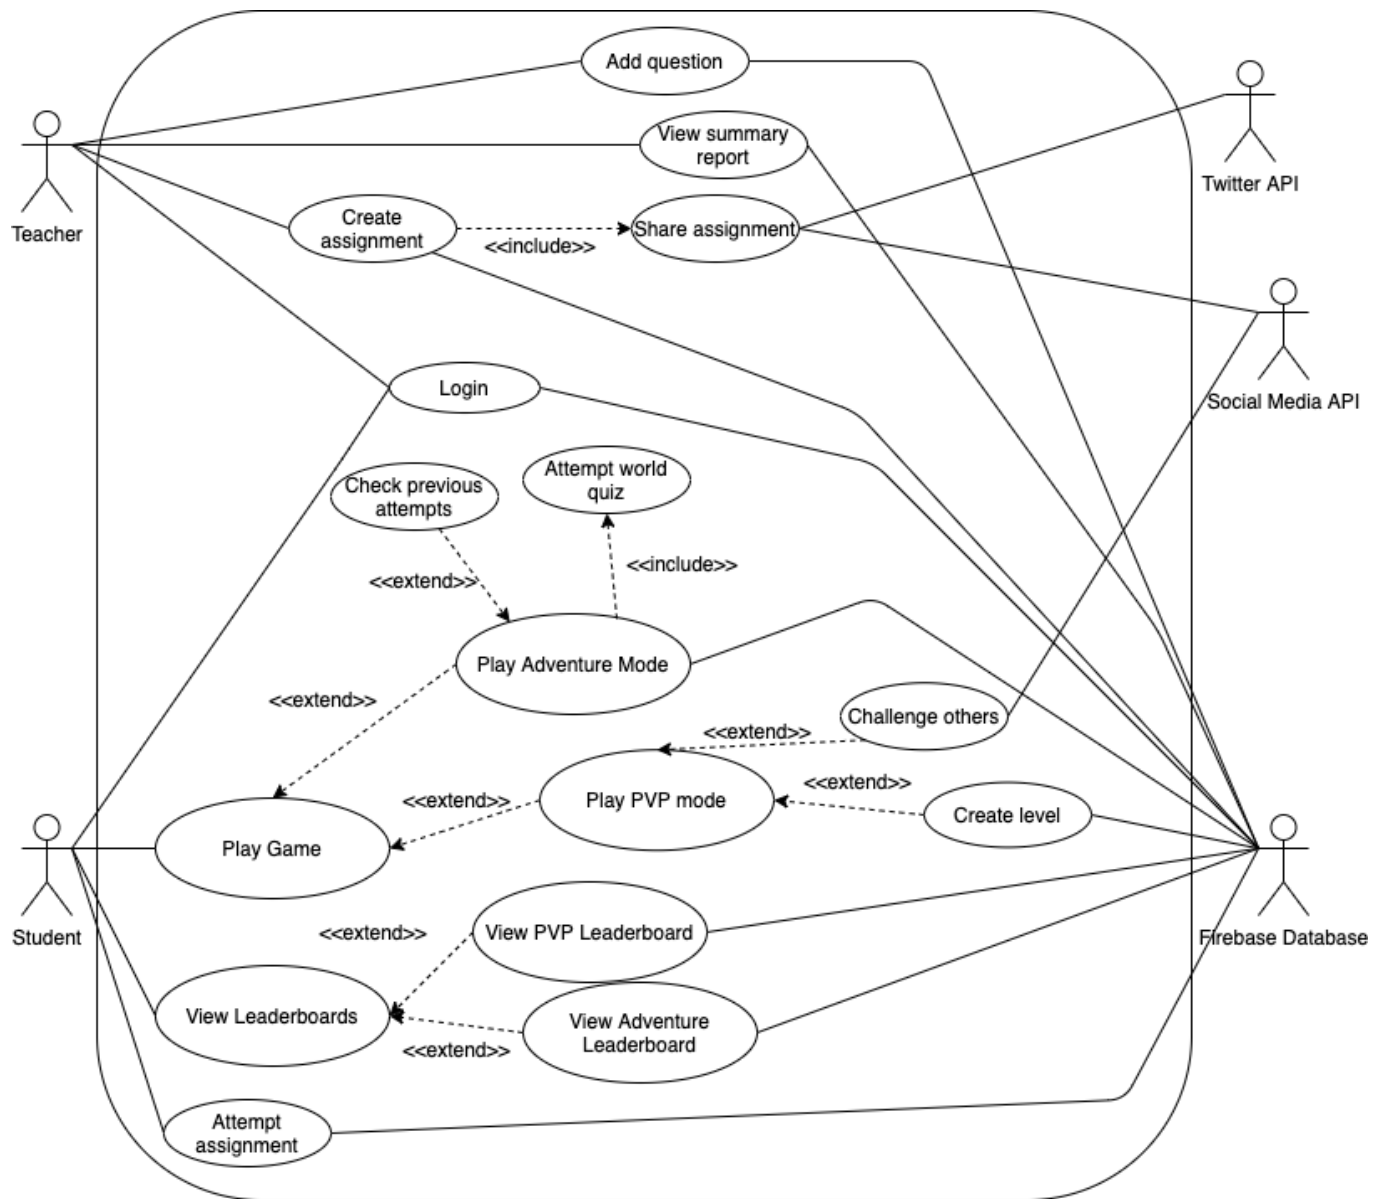 Add question
View summary
report
Twitter API
Teacher
Create
assignment
<<include>>
Share assignment
Social Media API
Login
Check previous
attempts
Attempt world
quiz
<<extend>>
<<include>>
Play Adventure Mode
<<extend>>
Challenge others
<<extend>>
<<extend>>
Play PVP mode
<<extend>>
Create level
Play Game
Student
<<extend>>
View PVP Leaderboard
Firebase Database
View Leaderboards
View Adventure
Leaderboard
<<extend>>
Attempt
assignment